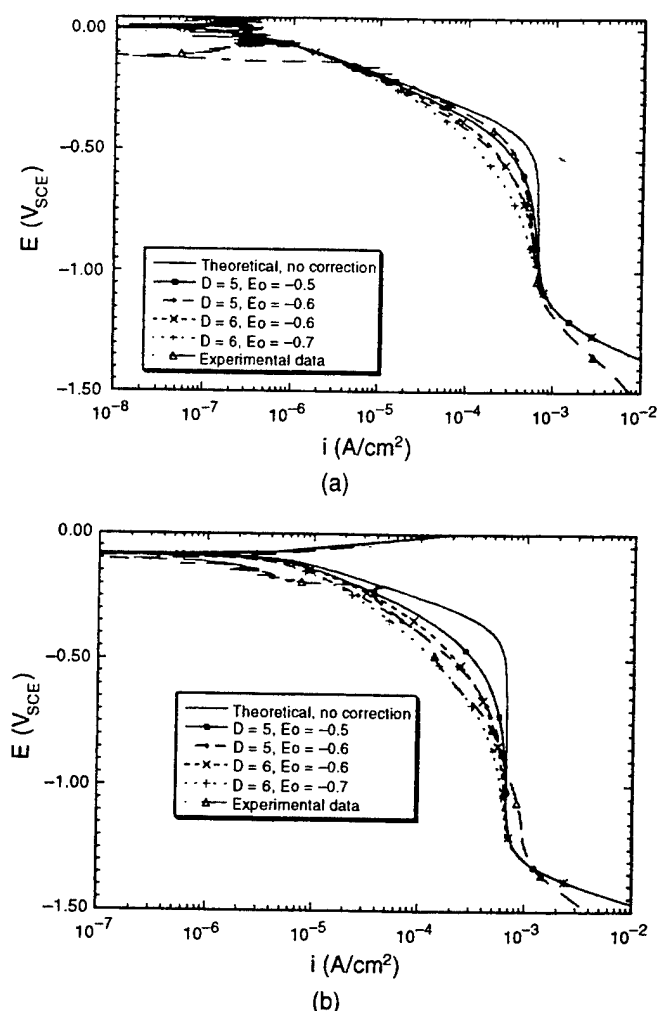 0.00
−0.50
−1.00
−1.50
E (V_SCE)
Theoretical, no correction
D = 5, Eo = −0.5
D = 5, Eo = −0.6
D = 6, Eo = −0.6
D = 6, Eo = −0.7
Experimental data
10⁻⁸ 10⁻⁷ 10⁻⁶ 10⁻⁵ 10⁻⁴ 10⁻³ 10⁻²
i (A/cm²)
(a)
0.00
−0.50
−1.00
−1.50
E (V_SCE)
Theoretical, no correction
D = 5, Eo = −0.5
D = 5, Eo = −0.6
D = 6, Eo = −0.6
D = 6, Eo = −0.7
Experimental data
10⁻⁷ 10⁻⁶ 10⁻⁵ 10⁻⁴ 10⁻³ 10⁻²
i (A/cm²)
(b)